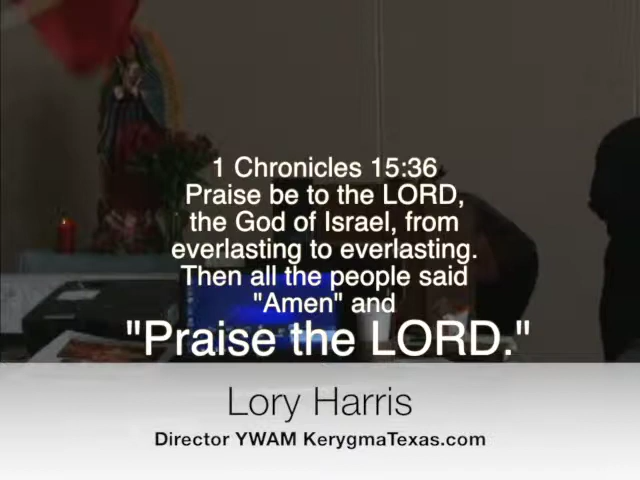 1 Chronicles 15:36
Praise be to the LORD,
the God of Israel, from
everlasting to everlasting.
Then all the people said
"Amen" and
"Praise the LORD."
Lory Harris
Director YWAM KerygmaTexas.com